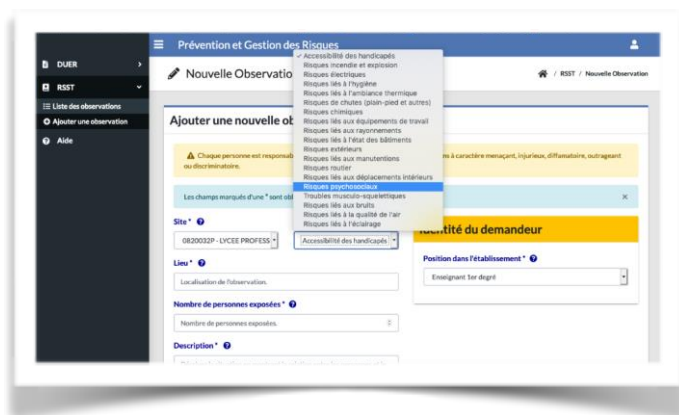 Prévention et Gestion des Risques
DUER
RSST
Liste des observations
Ajouter une observation
Aide
Nouvelle Observatio
/ RSST / Nouvelle Observation
✓ Accessibilité des handicapés
Risques incendie et explosion
Risques électriques
Risques liés à l'hygiène
Risques liés à l'ambiance thermique
Risques de chutes (plain-pied et autres)
Risques chimiques
Risques liés aux équipements de travail
Risques liés aux rayonnements
Risques liés à l'état des bâtiments
Risques extérieurs
Risques liés aux manutentions
Risques routier
Risques liés aux déplacements intérieurs
Risques psychosociaux
Troubles musculo-squelettiques
Risques liés aux bruits
Risques liés à la qualité de l'air
Risques liés à l'éclairage
Ajouter une nouvelle ob
Chaque personne est responsab
ns à caractère menaçant, injurieux, diffamatoire, outrageant
ou discriminatoire.
Les champs marqués d'une * sont obl
×
Site *
0820032P - LYCEE PROFESS
Accessibilité des handicapés
Lieu *
Localisation de l'observation.
Nombre de personnes exposées *
Nombre de personnes exposées.
Description *
Identité du demandeur
Position dans l'établissement *
Enseignant 1er degré